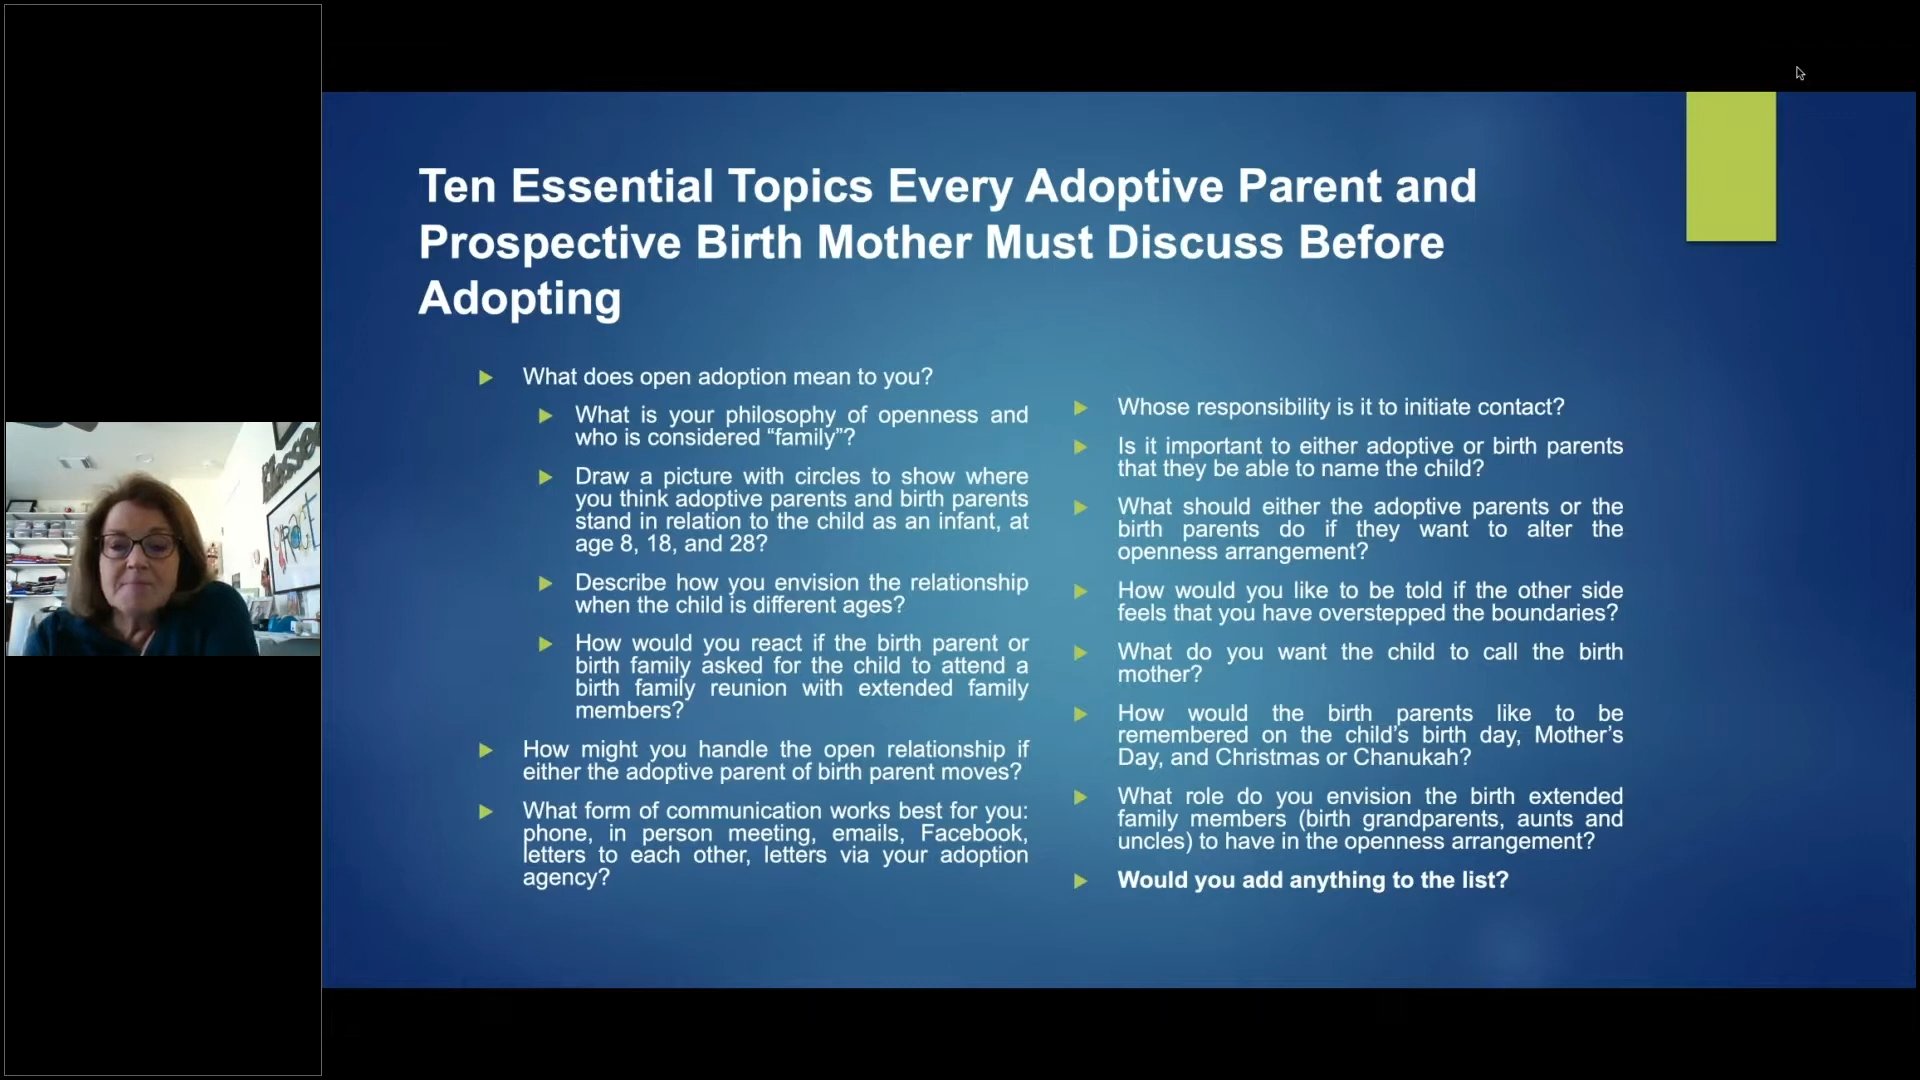 Ten Essential Topics Every Adoptive Parent and
Prospective Birth Mother Must Discuss Before
Adopting
What does open adoption mean to you?
What is your philosophy of openness and
who is considered “family”?
Draw a picture with circles to show where
you think adoptive parents and birth parents
stand in relation to the child as an infant, at
age 8, 18, and 28?
Describe how you envision the relationship
when the child is different ages?
How would you react if the birth parent or
birth family asked for the child to attend a
birth family reunion with extended family
members?
How might you handle the open relationship if
either the adoptive parent of birth parent moves?
What form of communication works best for you:
phone, in person meeting, emails, Facebook,
letters to each other, letters via your adoption
agency?
Whose responsibility is it to initiate contact?
Is it important to either adoptive or birth parents
that they be able to name the child?
What should either the adoptive parents or the
birth parents do if they want to alter the
openness arrangement?
How would you like to be told if the other side
feels that you have overstepped the boundaries?
What do you want the child to call the birth
mother?
How would the birth parents like to be
remembered on the child’s birth day, Mother’s
Day, and Christmas or Chanukah?
What role do you envision the birth extended
family members (birth grandparents, aunts and
uncles) to have in the openness arrangement?
Would you add anything to the list?